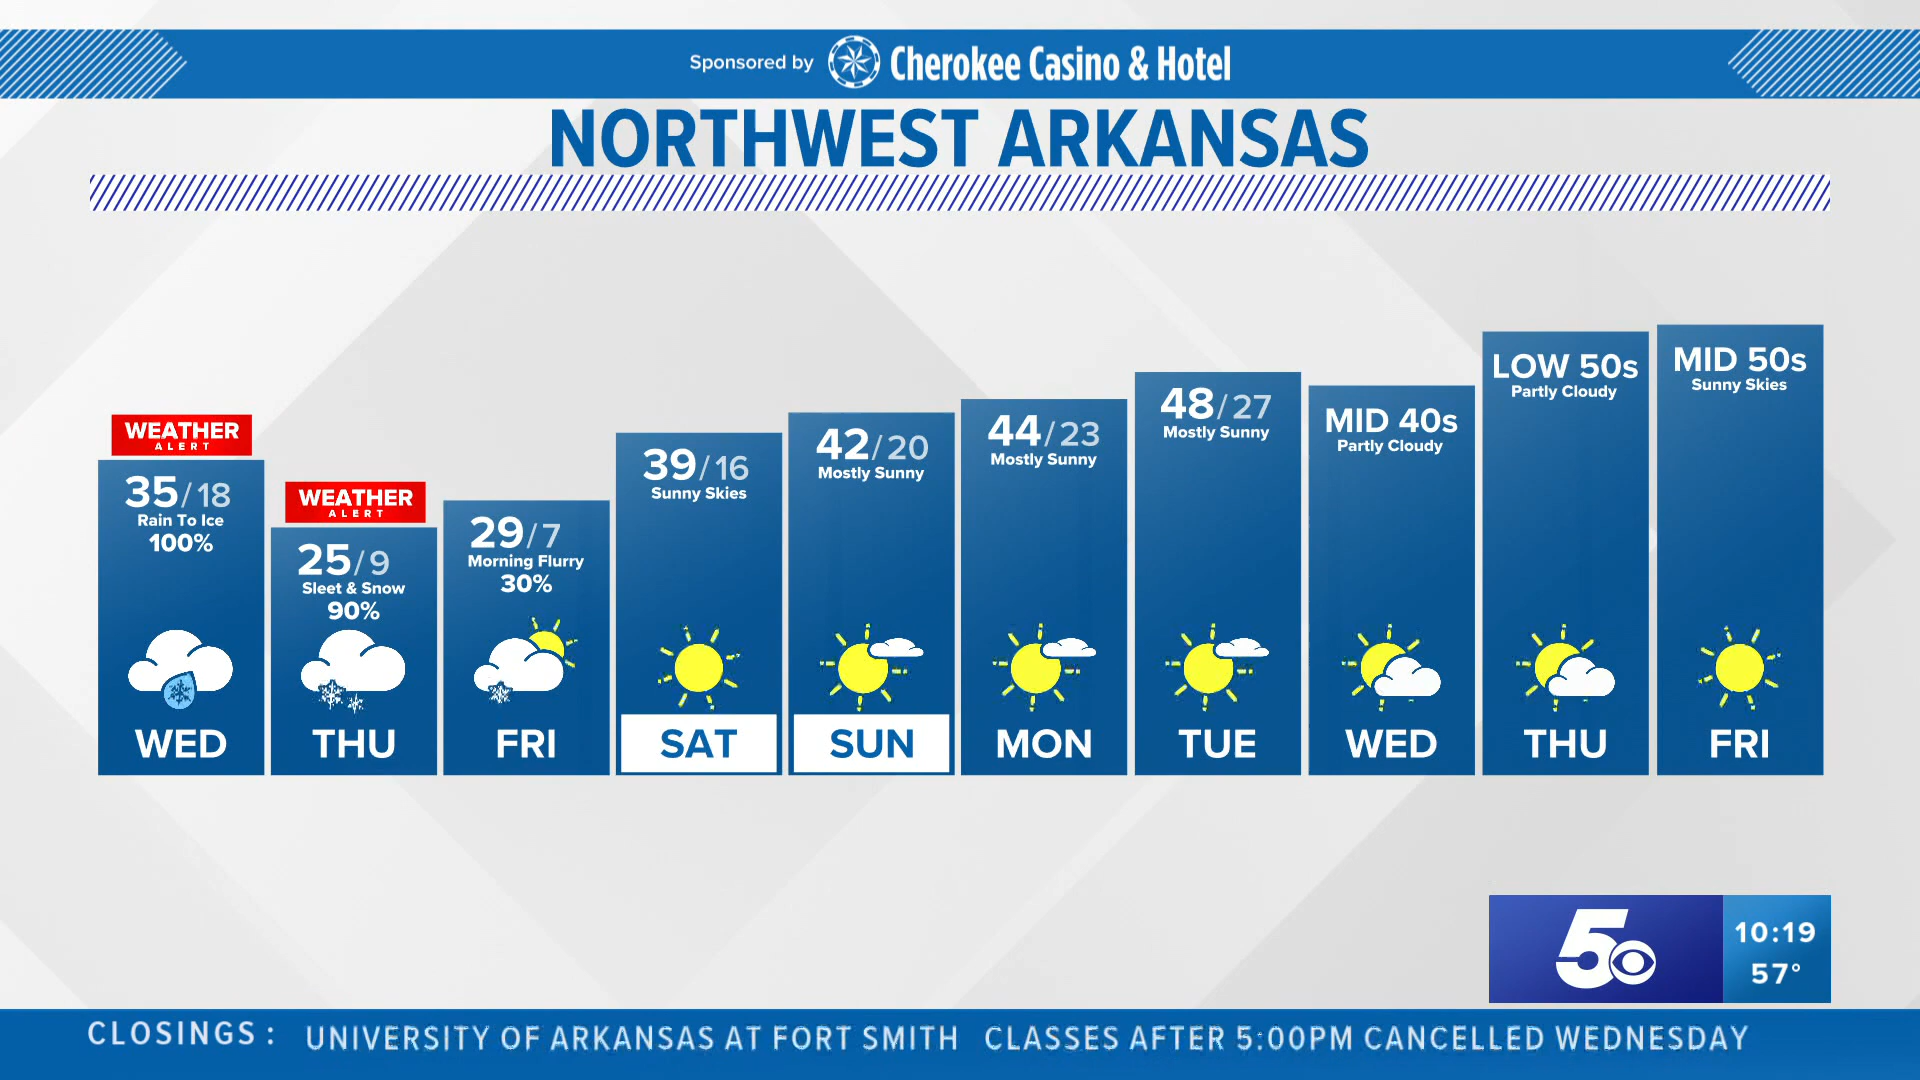 Sponsored by Cherokee Casino & Hotel
NORTHWEST ARKANSAS
WEATHER
ALERT
35/18
Rain To Ice
100%
WED
WEATHER
ALERT
25/9
Sleet & Snow
90%
THU
29/7
Morning Flurry
30%
FRI
39/16
Sunny Skies
SAT
42/20
Mostly Sunny
SUN
44/23
Mostly Sunny
MON
48/27
Mostly Sunny
TUE
MID 40s
Partly Cloudy
WED
LOW 50s
Partly Cloudy
THU
MID 50s
Sunny Skies
FRI
5
10:19
57°
CLOSINGS : UNIVERSITY OF ARKANSAS AT FORT SMITH CLASSES AFTER 5:00PM CANCELLED WEDNESDAY